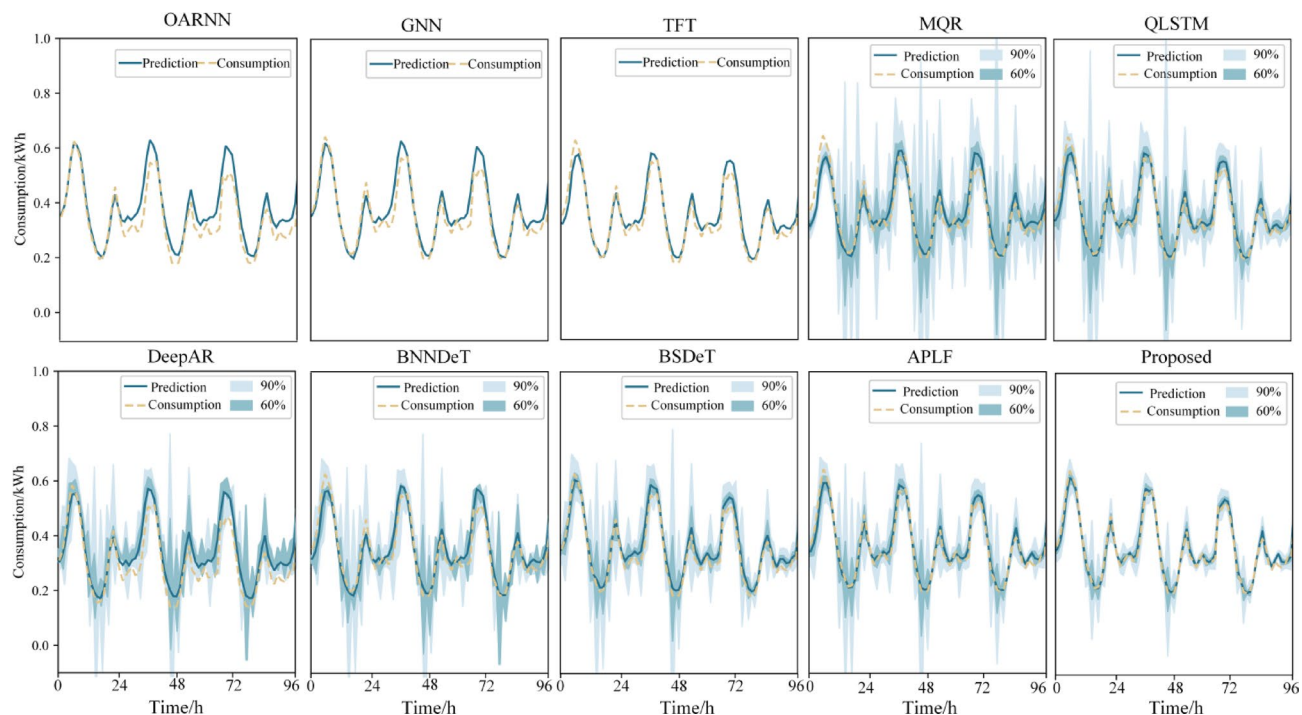 OARNN
GNN
TFT
MQR
QLSTM
1.0
0.8
0.6
0.4
0.2
0.0
Consumption/kWh
Prediction Consumption
Prediction Consumption
Prediction Consumption
Prediction 90%
Consumption 60%
Prediction 90%
Consumption 60%
DeepAR
BNNDeT
BSDeT
APLF
Proposed
1.0
0.8
0.6
0.4
0.2
0.0
Consumption/kWh
Prediction 90%
Consumption 60%
Prediction 90%
Consumption 60%
Prediction 90%
Consumption 60%
Prediction 90%
Consumption 60%
Prediction 90%
Consumption 60%
0 24 48 72 96
0 24 48 72 96
0 24 48 72 96
0 24 48 72 96
0 24 48 72 96
Time/h
Time/h
Time/h
Time/h
Time/h